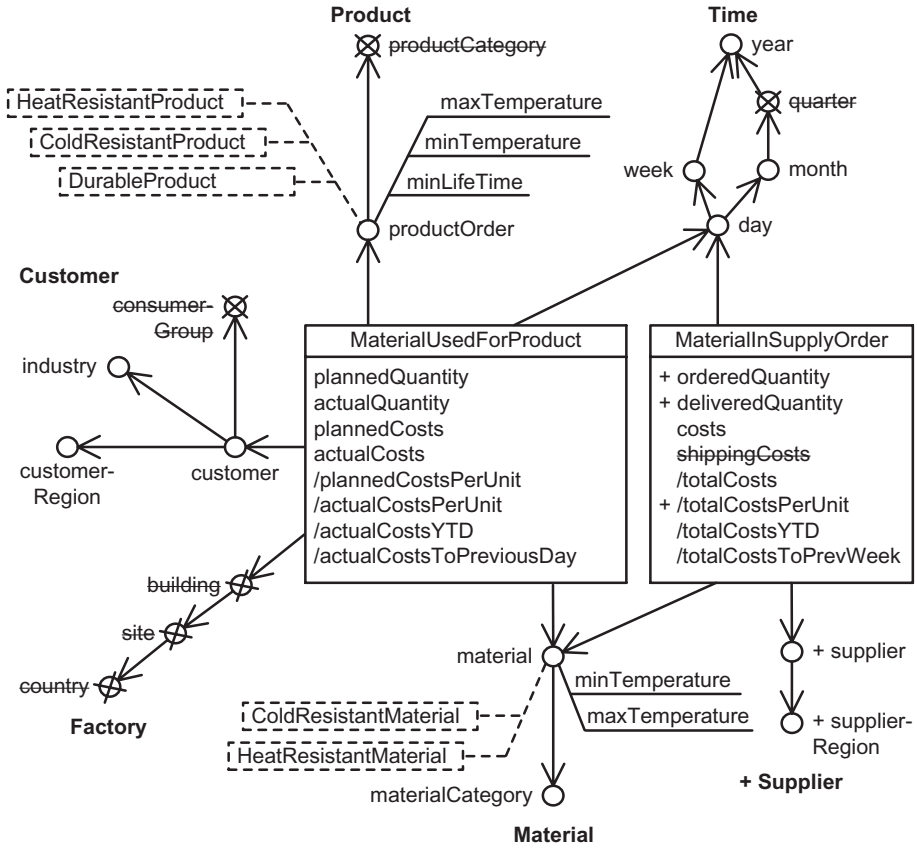 Product
Time
productCategory
year
HeatResistantProduct
maxTemperature
quarter
ColdResistantProduct
minTemperature
DurableProduct
minLifeTime
week
month
productOrder
day
Customer
consumer-
Group
MaterialUsedForProduct
MaterialInSupplyOrder
industry
plannedQuantity
actualQuantity
plannedCosts
actualCosts
/plannedCostsPerUnit
/actualCostsPerUnit
/actualCostsYTD
/actualCostsToPreviousDay
+ orderedQuantity
+ deliveredQuantity
costs
shippingCosts
/totalCosts
+ /totalCostsPerUnit
/totalCostsYTD
/totalCostsToPrevWeek
customer-
Region
customer
building
site
country
Factory
material
minTemperature
maxTemperature
ColdResistantMaterial
HeatResistantMaterial
materialCategory
Material
+ supplier
+ supplier-
Region
+ Supplier